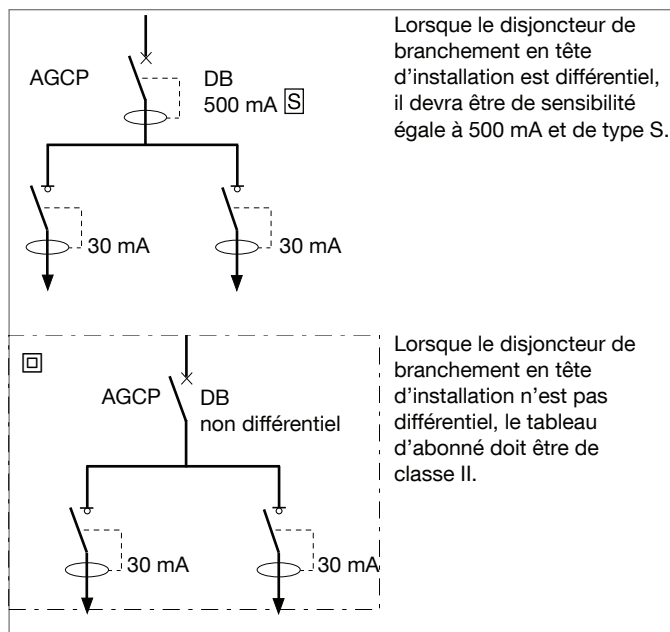 AGCP
DB
500 mA S
30 mA
30 mA
Lorsque le disjoncteur de
branchement en tête
d’installation est différentiel,
il devra être de sensibilité
égale à 500 mA et de type S.
AGCP
DB
non différentiel
30 mA
30 mA
Lorsque le disjoncteur de
branchement en tête
d’installation n’est pas
différentiel, le tableau
d’abonné doit être de
classe II.